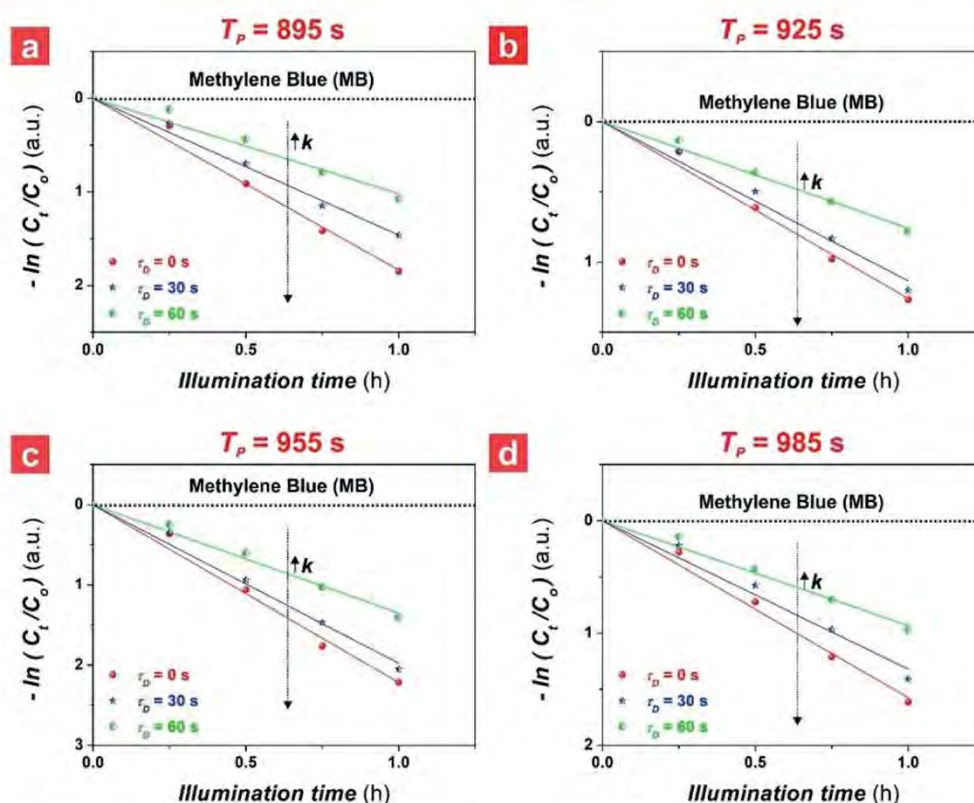 a
T_P = 895 s
Methylene Blue (MB)
0
1
2
- ln ( C_t /C_o ) (a.u.)
↑k
τ_D = 0 s
τ_D = 30 s
τ_D = 60 s
0.0 0.5 1.0
Illumination time (h)
b
T_P = 925 s
Methylene Blue (MB)
0
1
- ln ( C_t /C_o ) (a.u.)
↑k
τ_D = 0 s
τ_D = 30 s
τ_D = 60 s
0.0 0.5 1.0
Illumination time (h)
c
T_P = 955 s
Methylene Blue (MB)
0
1
2
3
- ln ( C_t /C_o ) (a.u.)
↑k
τ_D = 0 s
τ_D = 30 s
τ_D = 60 s
0.0 0.5 1.0
Illumination time (h)
d
T_P = 985 s
Methylene Blue (MB)
0
1
2
- ln ( C_t /C_o ) (a.u.)
↑k
τ_D = 0 s
τ_D = 30 s
τ_D = 60 s
0.0 0.5 1.0
Illumination time (h)